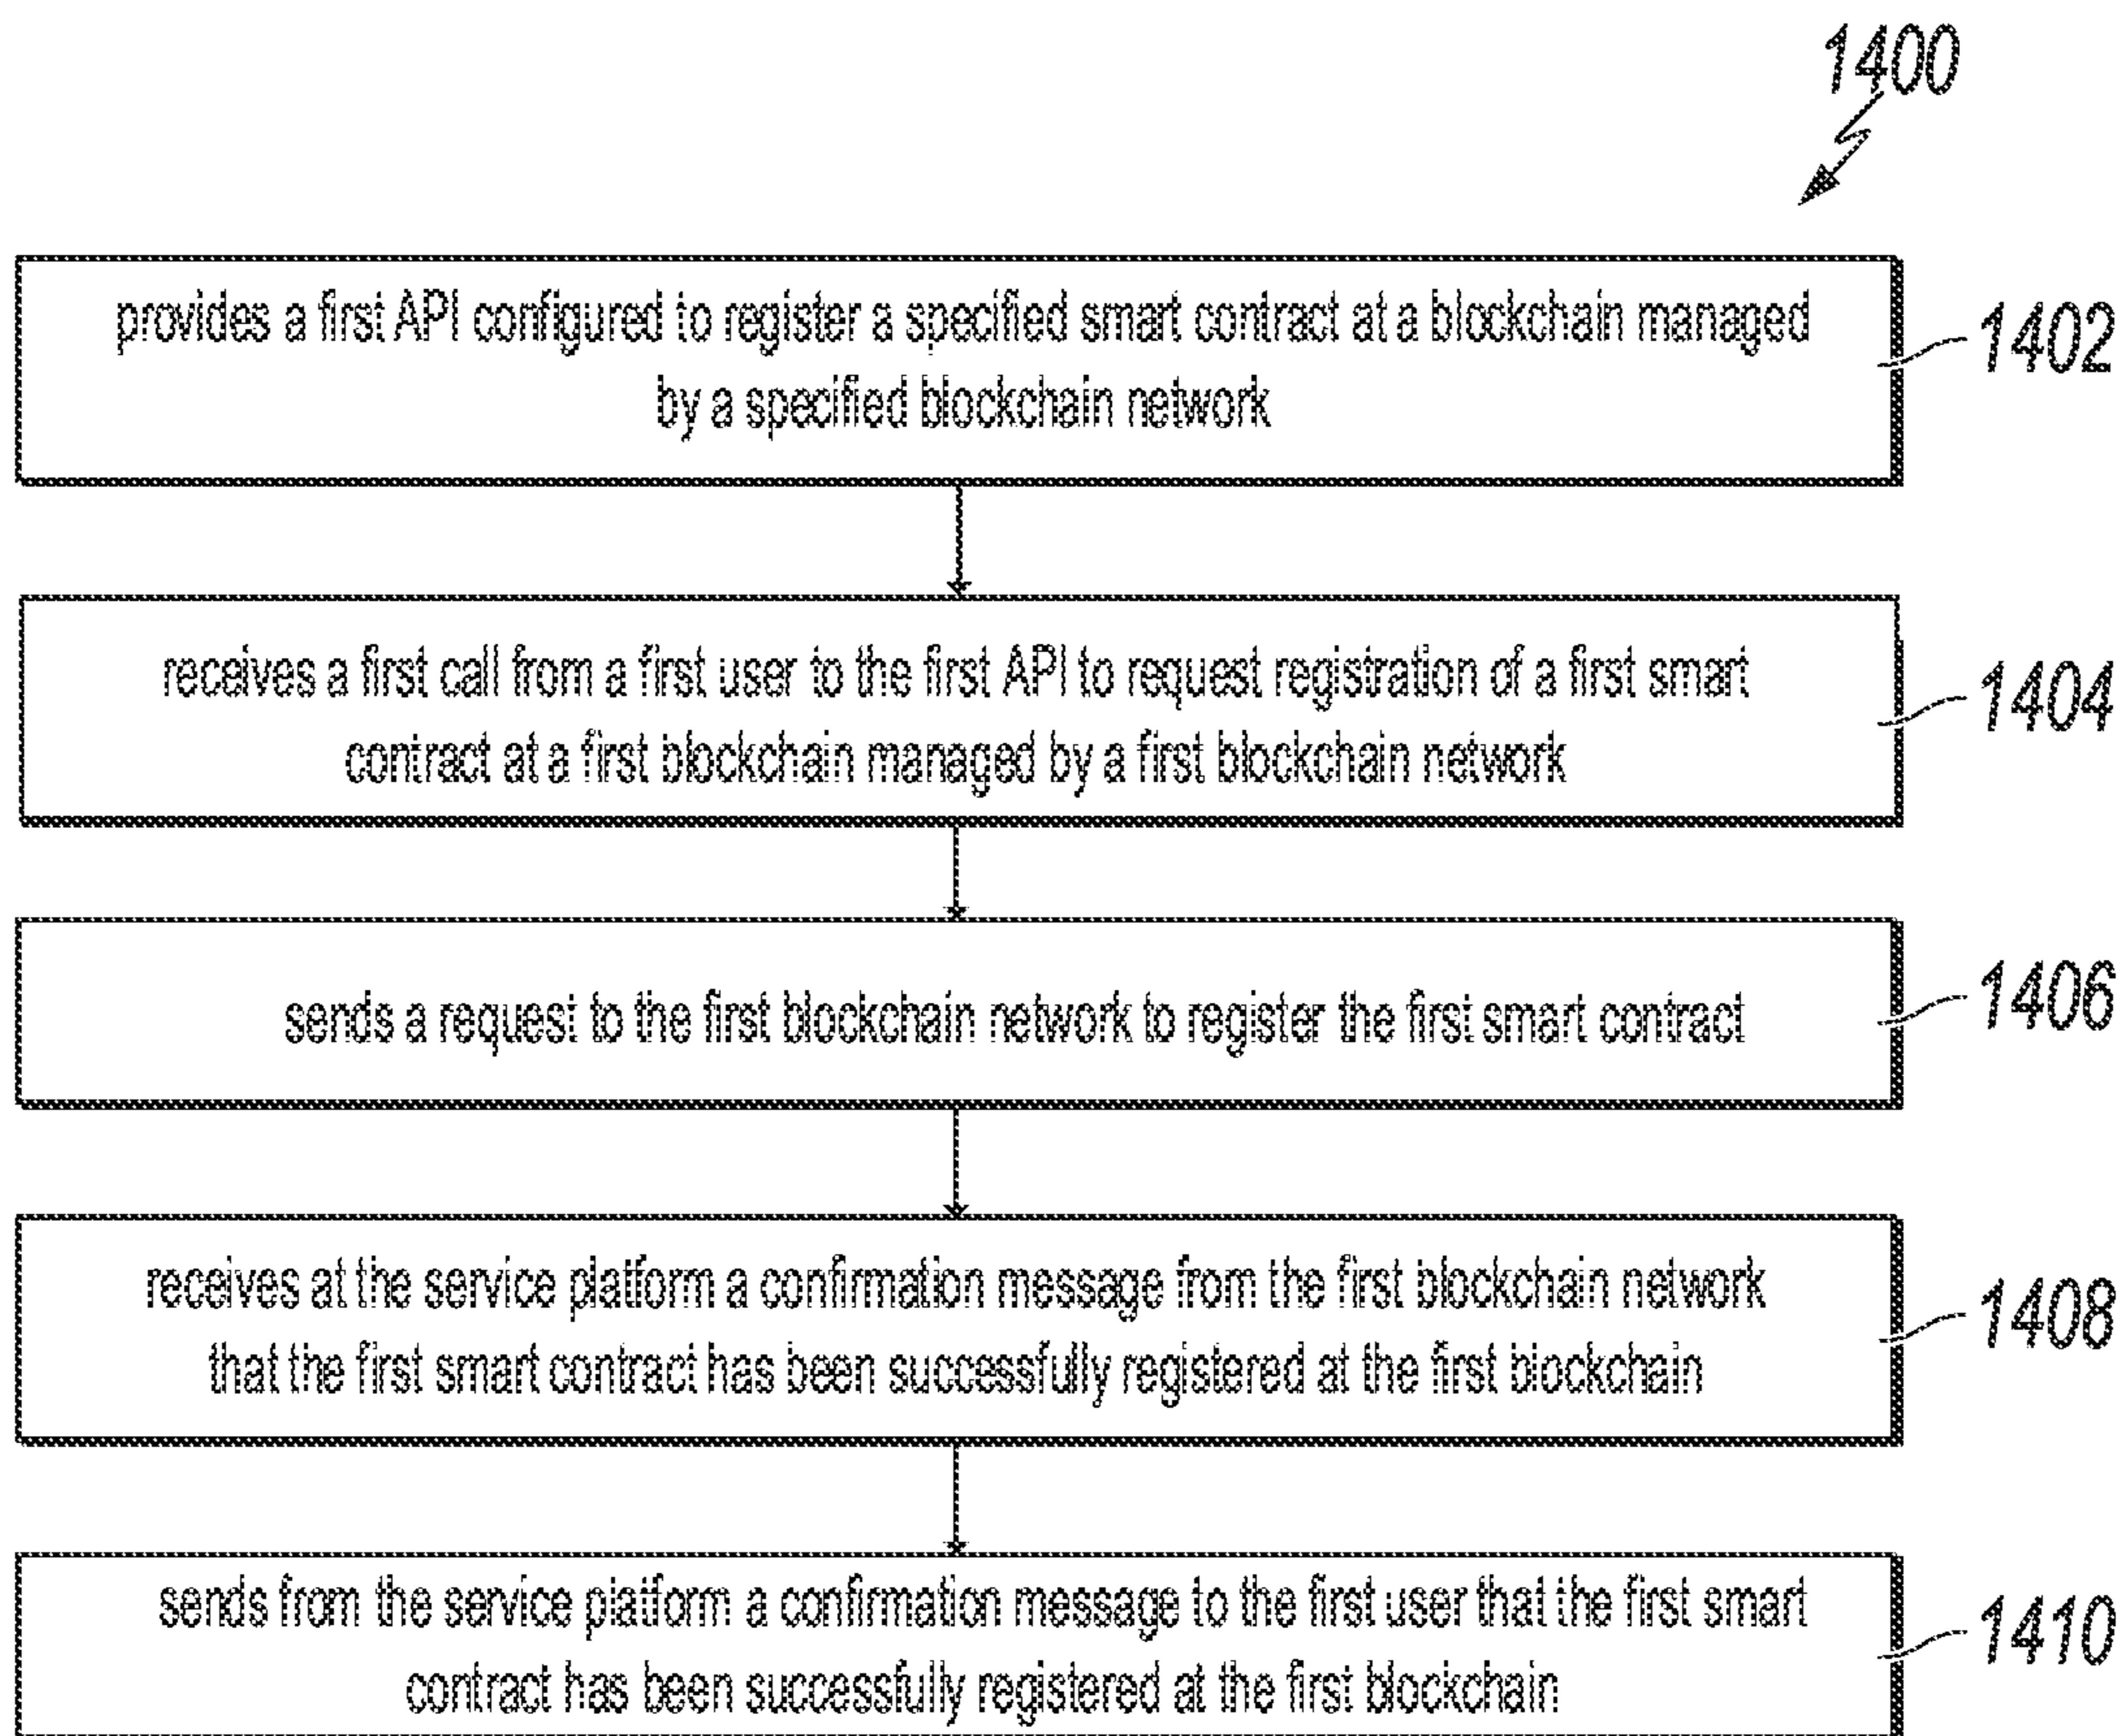 1400
provides a first API configured to register a specified smart contract at a blockchain managed
by a specified blockchain network
1402
receives a first call from a first user to the first API to request registration of a first smart
contract at a first blockchain managed by a first blockchain network
1404
sends a request to the first blockchain network to register the first smart contract
1406
receives at the service platform a confirmation message from the first blockchain network
that the first smart contract has been successfully registered at the first blockchain
1408
sends from the service platform a confirmation message to the first user that the first smart
contract has been successfully registered at the first blockchain
1410